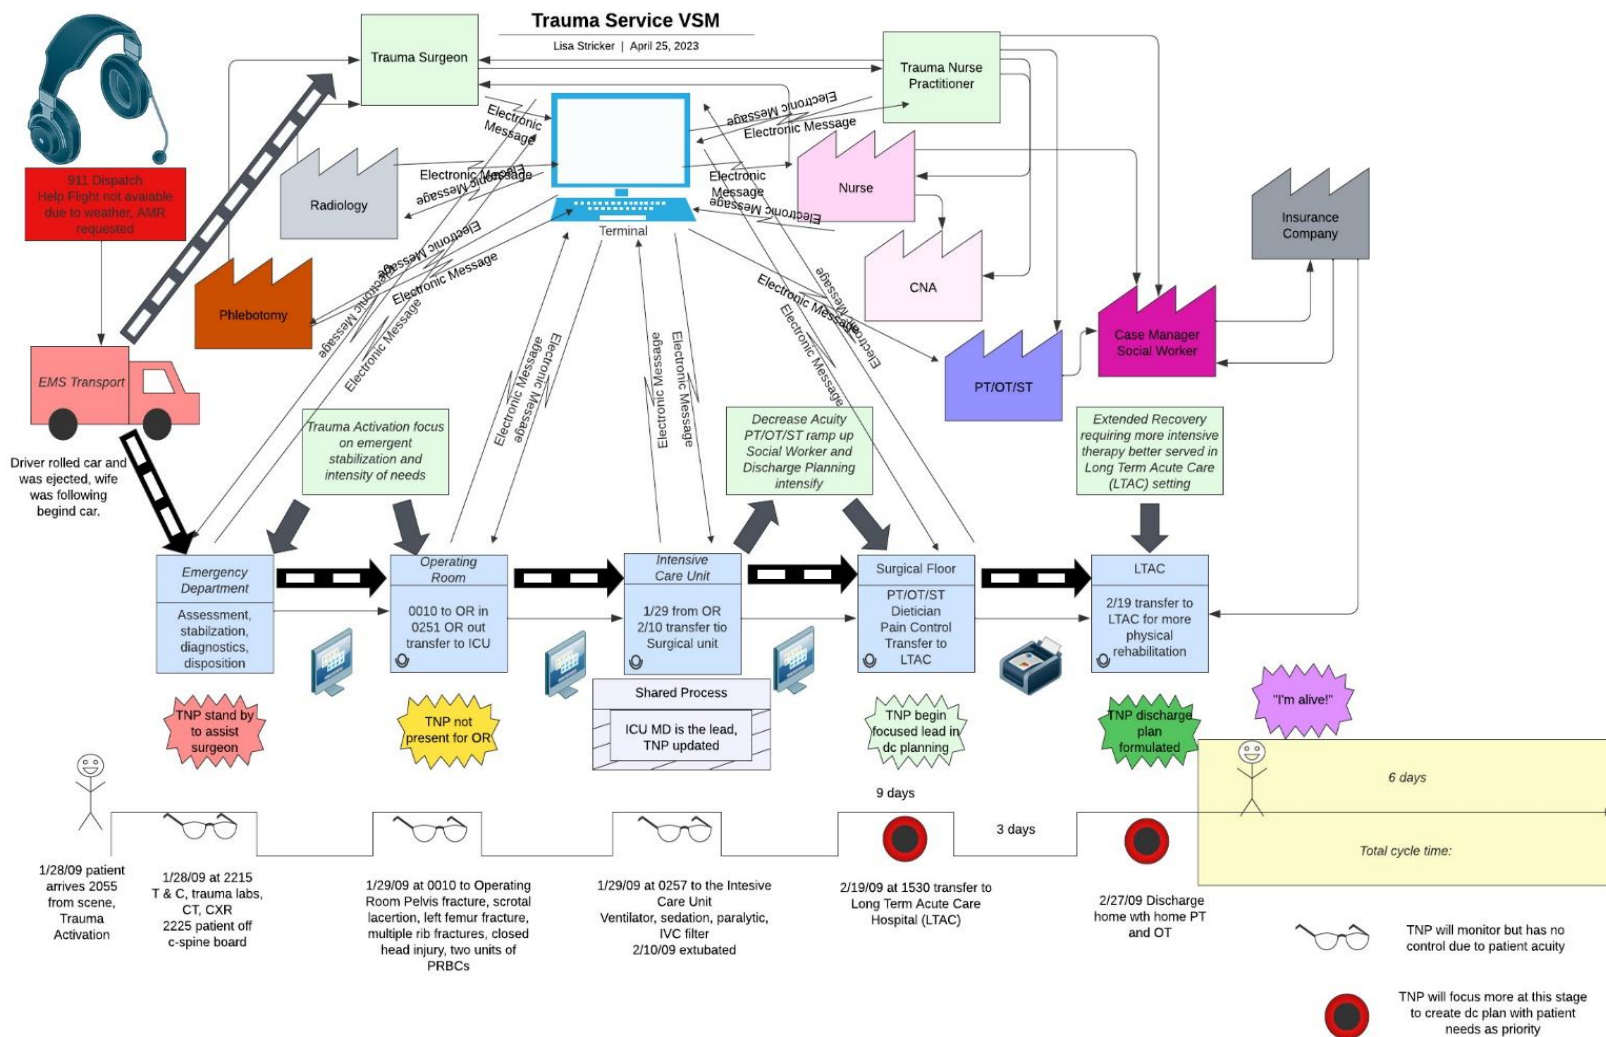 Trauma Service VSM
Lisa Stricker | April 25, 2023
Trauma Surgeon
Trauma Nurse
Practitioner
911 Dispatch
Help Flight not avaiable
due to weather, AMR
requested
Radiology
Phlebotomy
Terminal
Nurse
CNA
PT/OT/ST
Case Manager
Social Worker
Insurance
Company
Electronic
Message
Electronic Message
Electronic Message
Electronic Message
Electronic Message
Electronic
Message
Electronic Message
Electronic Message
Electronic Message
Electronic Message
Electronic Message
Electronic Message
Electronic Message
Electronic Message
Electronic Message
Electronic Message
Electronic Message
Electronic Message
EMS Transport
Driver rolled car and
was ejected, wife
was following
begind car.
Trauma Activation focus
on emergent
stabilization and
intensity of needs
Decrease Acuity
PT/OT/ST ramp up
Social Worker and
Discharge Planning
intensify
Extended Recovery
requiring more intensive
therapy better served in
Long Term Acute Care
(LTAC) setting
Emergency
Department
Assessment,
stabilzation,
diagnostics,
disposition
Operating
Room
0010 to OR in
0251 OR out
transfer to ICU
Intensive
Care Unit
1/29 from OR
2/10 transfer tio
Surgical unit
Surgical Floor
PT/OT/ST
Dietician
Pain Control
Transfer to
LTAC
LTAC
2/19 transfer to
LTAC for more
physical
rehabilitation
TNP stand by
to assist
surgeon
TNP not
present for OR
Shared Process
ICU MD is the lead,
TNP updated
TNP begin
focused lead in
dc planning
TNP discharge
plan
formulated
"I'm alive!"
6 days
Total cycle time:
9 days
3 days
1/28/09 patient
arrives 2055
from scene,
Trauma
Activation
1/28/09 at 2215
T & C, trauma labs,
CT, CXR
2225 patient off
c-spine board
1/29/09 at 0010 to Operating
Room Pelvis fracture, scrotal
lacertion, left femur fracture,
multiple rib fractures, closed
head injury, two units of
PRBCs
1/29/09 at 0257 to the Intesive
Care Unit
Ventilator, sedation, paralytic,
IVC filter
2/10/09 extubated
2/19/09 at 1530 transfer to
Long Term Acute Care
Hospital (LTAC)
2/27/09 Discharge
home wth home PT
and OT
TNP will monitor but has no
control due to patient acuity
TNP will focus more at this stage
to create dc plan with patient
needs as priority